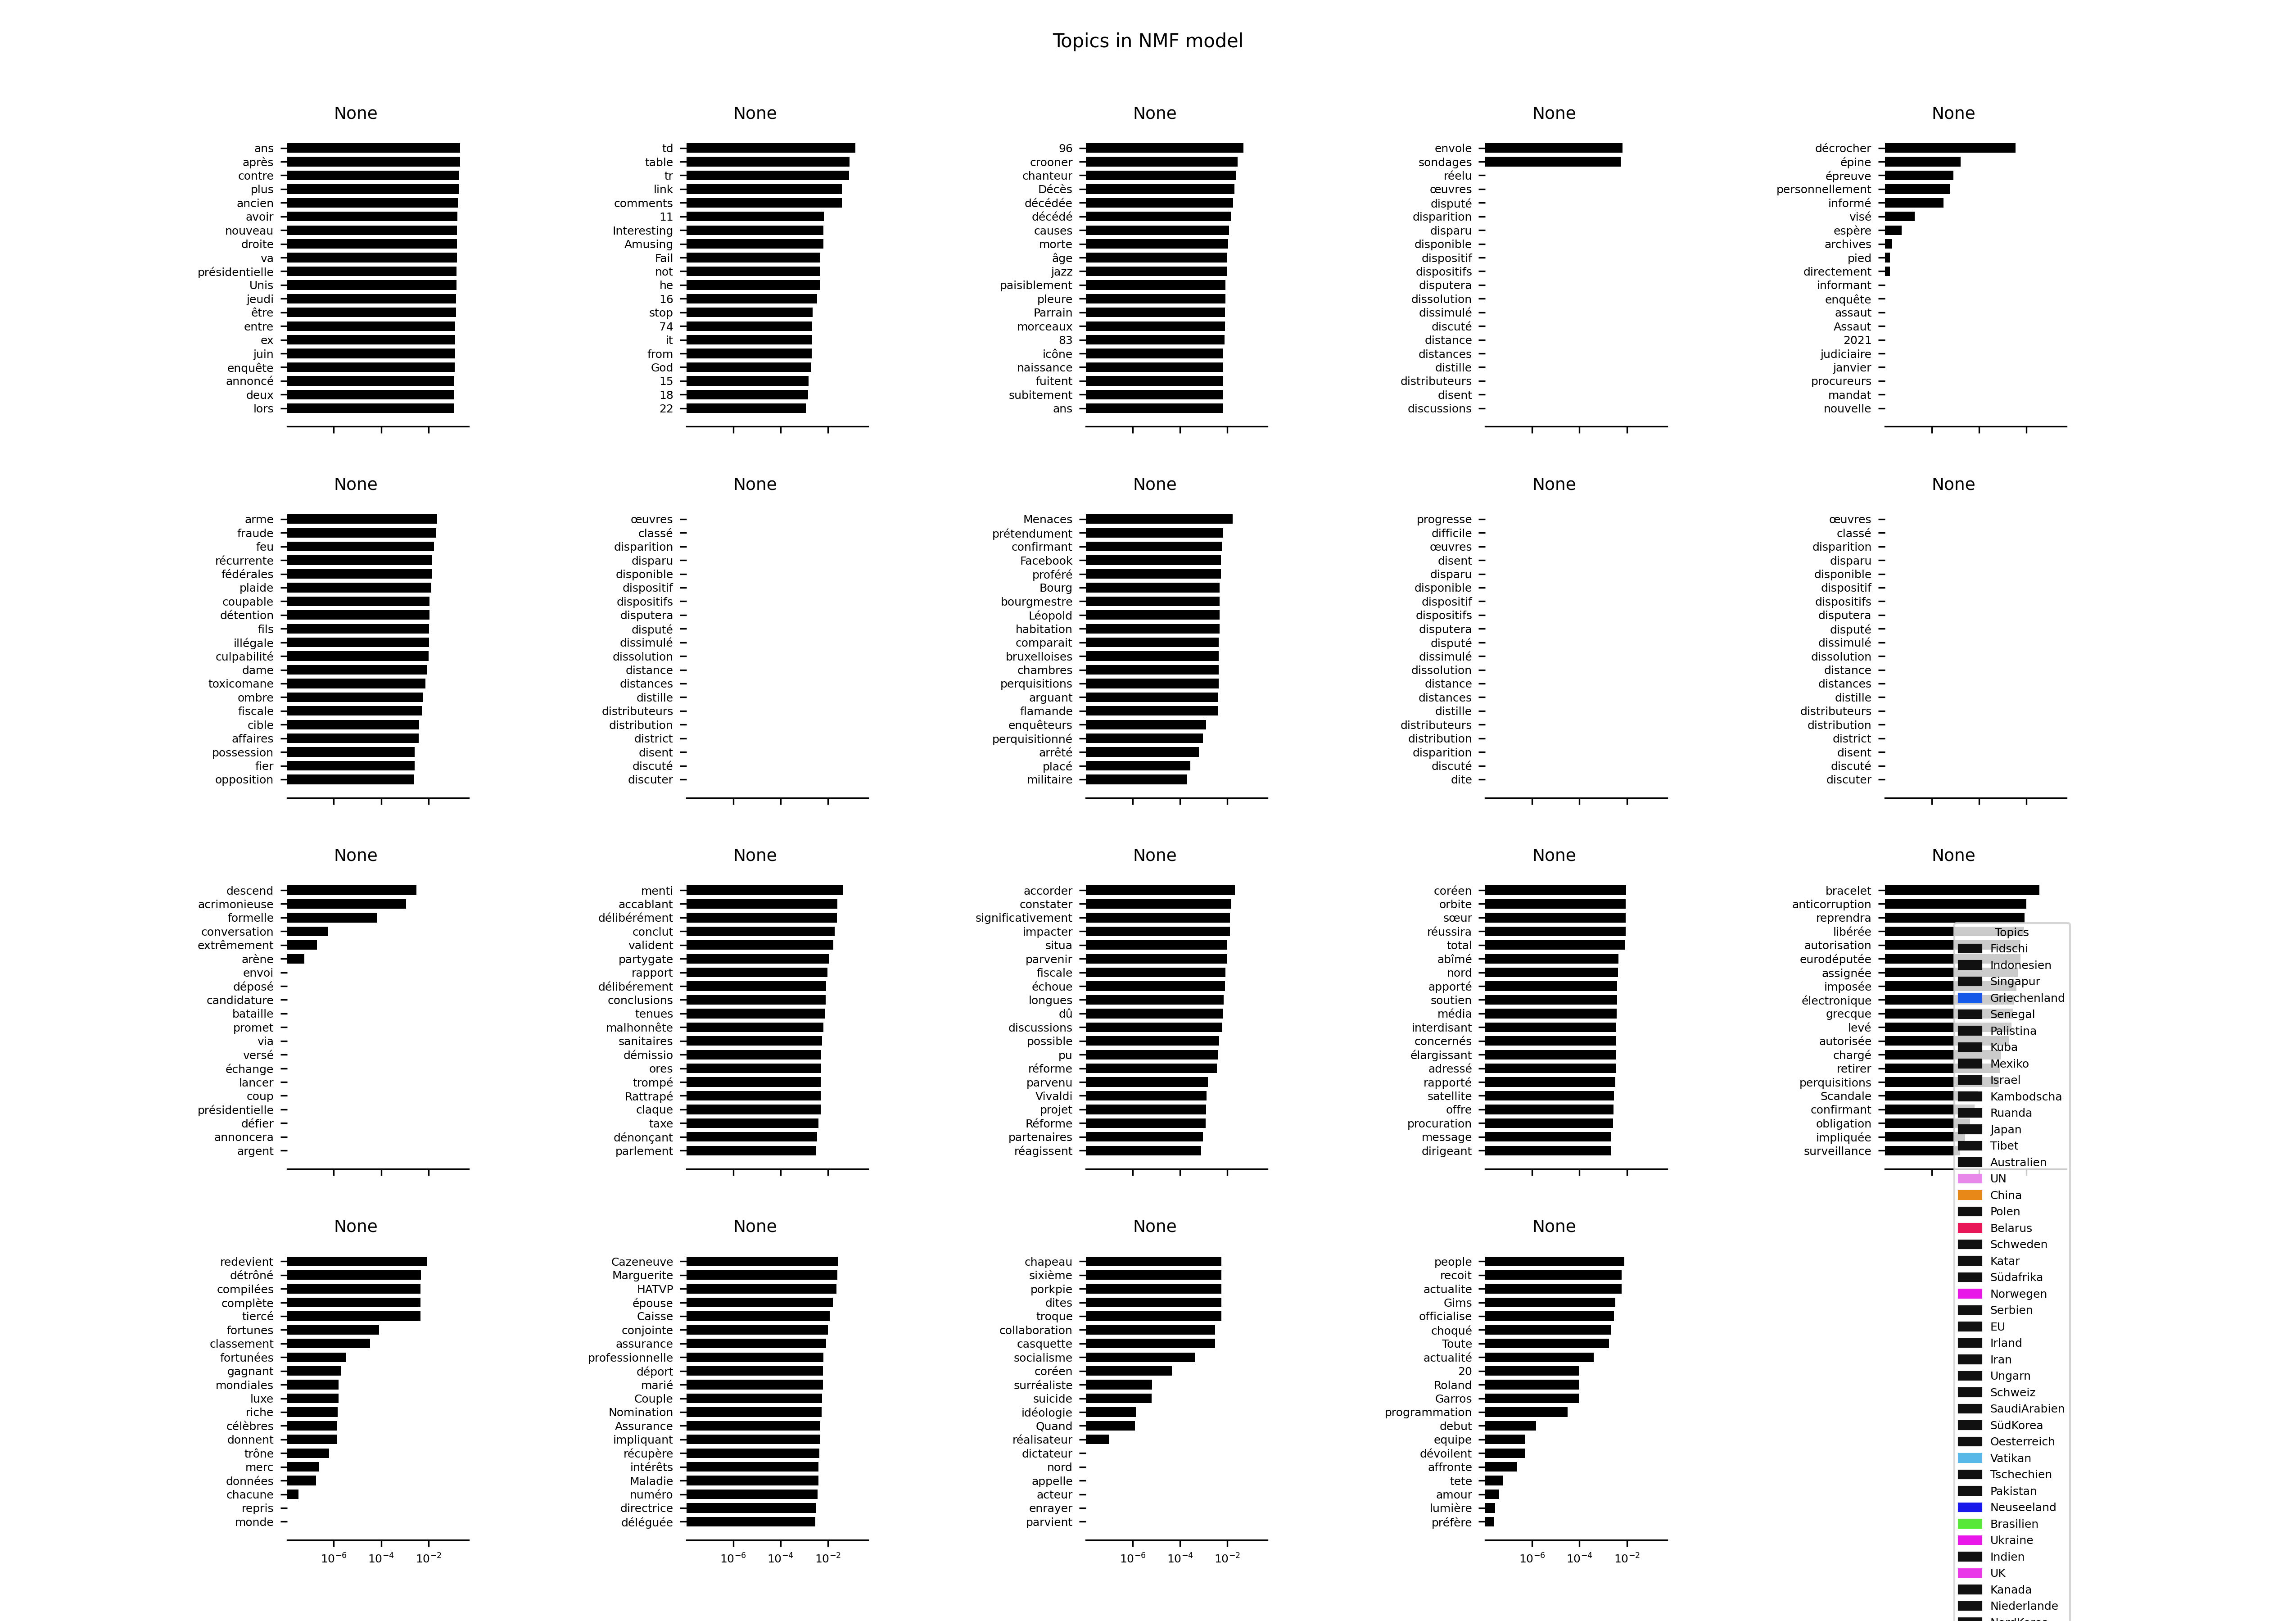 Topics in NMF model
None
ans
après
contre
plus
ancien
avoir
nouveau
droite
va
présidentielle
Unis
jeudi
être
entre
ex
juin
enquête
annoncé
deux
lors
None
td
table
tr
link
comments
11
Interesting
Amusing
Fail
not
he
16
stop
74
it
from
God
15
18
22
None
96
crooner
chanteur
Décès
décédée
décédé
causes
morte
âge
jazz
paisiblement
pleure
Parrain
morceaux
83
icône
naissance
fuitent
subitement
ans
None
envole
sondages
réelu
œuvres
disputé
disparition
disparu
disponible
dispositif
dispositifs
disputera
dissolution
dissimulé
discuté
distance
distances
distille
distributeurs
disent
discussions
None
décrocher
épine
épreuve
personnellement
informé
visé
espère
archives
pied
directement
informant
enquête
assaut
Assaut
2021
judiciaire
janvier
procureurs
mandat
nouvelle
None
arme
fraude
feu
récurrente
fédérales
plaide
coupable
détention
fils
illégale
culpabilité
dame
toxicomane
ombre
fiscale
cible
affaires
possession
fier
opposition
None
œuvres
classé
disparition
disparu
disponible
dispositif
dispositifs
disputera
disputé
dissimulé
dissolution
distance
distances
distille
distributeurs
distribution
district
disent
discuté
discuter
None
Menaces
prétendument
confirmant
Facebook
proféré
Bourg
bourgmestre
Léopold
habitation
comparait
bruxelloises
chambres
perquisitions
arguant
flamande
enquêteurs
perquisitionné
arrêté
placé
militaire
None
progresse
difficile
œuvres
disent
disparu
disponible
dispositif
dispositifs
disputera
disputé
dissimulé
dissolution
distance
distances
distille
distributeurs
distribution
disparition
discuté
dite
None
œuvres
classé
disparition
disparu
disponible
dispositif
dispositifs
disputera
disputé
dissimulé
dissolution
distance
distances
distille
distributeurs
distribution
district
disent
discuté
discuter
None
descend
acrimonieuse
formelle
conversation
extrêmement
arène
envoi
déposé
candidature
bataille
promet
via
versé
échange
lancer
coup
présidentielle
défier
annoncera
argent
None
menti
accablant
délibérément
conclut
valident
partygate
rapport
délibérement
conclusions
tenues
malhonnête
sanitaires
démissio
ores
trompé
Rattrapé
claque
taxe
dénonçant
parlement
None
accorder
constater
significativement
impacter
situa
parvenir
fiscale
échoue
longues
dû
discussions
possible
pu
réforme
parvenu
Vivaldi
projet
Réforme
partenaires
réagissent
None
coréen
orbite
sœur
réussira
total
abîmé
nord
apporté
soutien
média
interdisant
concernés
élargissant
adressé
rapporté
satellite
offre
procuration
message
dirigeant
None
bracelet
anticorruption
reprendra
libérée
autorisation
eurodéputée
assignée
imposée
électronique
grecque
levé
autorisée
chargé
retirer
perquisitions
Scandale
confirmant
obligation
impliquée
surveillance
None
redevient
détrôné
compilées
complète
tiercé
fortunes
classement
fortunées
gagnant
mondiales
luxe
riche
célèbres
donnent
trône
merc
données
chacune
repris
monde
10⁻⁶ 10⁻⁴ 10⁻²
None
Cazeneuve
Marguerite
HATVP
épouse
Caisse
conjointe
assurance
professionnelle
déport
marié
Couple
Nomination
Assurance
impliquant
récupère
intérêts
Maladie
numéro
directrice
déléguée
10⁻⁶ 10⁻⁴ 10⁻²
None
chapeau
sixième
porkpie
dites
troque
collaboration
casquette
socialisme
coréen
surréaliste
suicide
idéologie
Quand
réalisateur
dictateur
nord
appelle
acteur
enrayer
parvient
10⁻⁶ 10⁻⁴ 10⁻²
None
people
recoit
actualite
Gims
officialise
choqué
Toute
actualité
20
Roland
Garros
programmation
debut
equipe
dévoilent
affronte
tete
amour
lumière
préfère
10⁻⁶ 10⁻⁴ 10⁻²
Topics
Fidschi
Indonesien
Singapur
Griechenland
Senegal
Palistina
Kuba
Mexiko
Israel
Kambodscha
Ruanda
Japan
Tibet
Australien
UN
China
Polen
Belarus
Schweden
Katar
Südafrika
Norwegen
Serbien
EU
Irland
Iran
Ungarn
Schweiz
SaudiArabien
SüdKorea
Oesterreich
Vatikan
Tschechien
Pakistan
Neuseeland
Brasilien
Ukraine
Indien
UK
Kanada
Niederlande